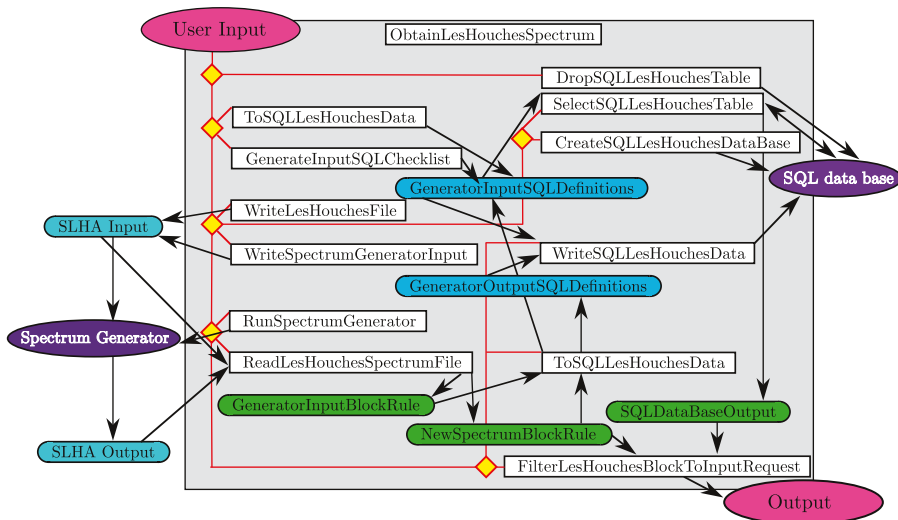 User Input
ObtainLesHouchesSpectrum
DropSQLLesHouchesTable
SelectSQLLesHouchesTable
ToSQLLesHouchesData
CreateSQLLesHouchesDataBase
GenerateInputSQLChecklist
SQL data base
GeneratorInputSQLDefinitions
WriteLesHouchesFile
SLHA Input
WriteSpectrumGeneratorInput
WriteSQLLesHouchesData
GeneratorOutputSQLDefinitions
RunSpectrumGenerator
Spectrum Generator
ReadLesHouchesSpectrumFile
ToSQLLesHouchesData
GeneratorInputBlockRule
SQLDataBaseOutput
NewSpectrumBlockRule
SLHA Output
FilterLesHouchesBlockToInputRequest
Output